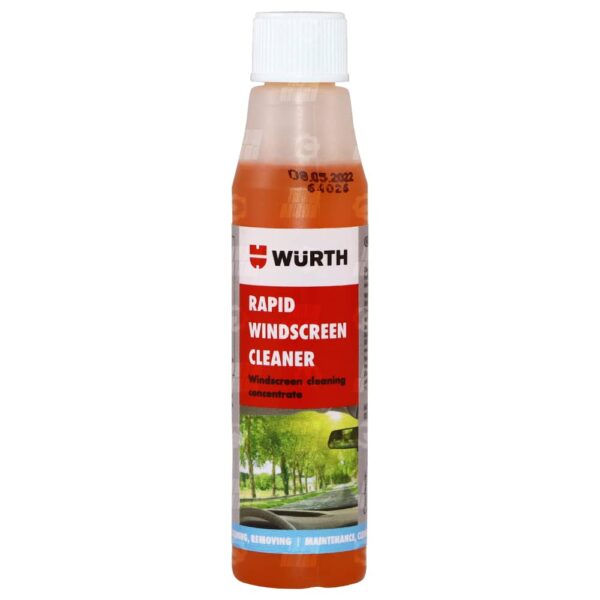 08.05.2022
64026
WÜRTH
RAPID
WINDSCREEN
CLEANER
Windscreen cleaning
concentrate
REMOVING | MAINTENANCE,